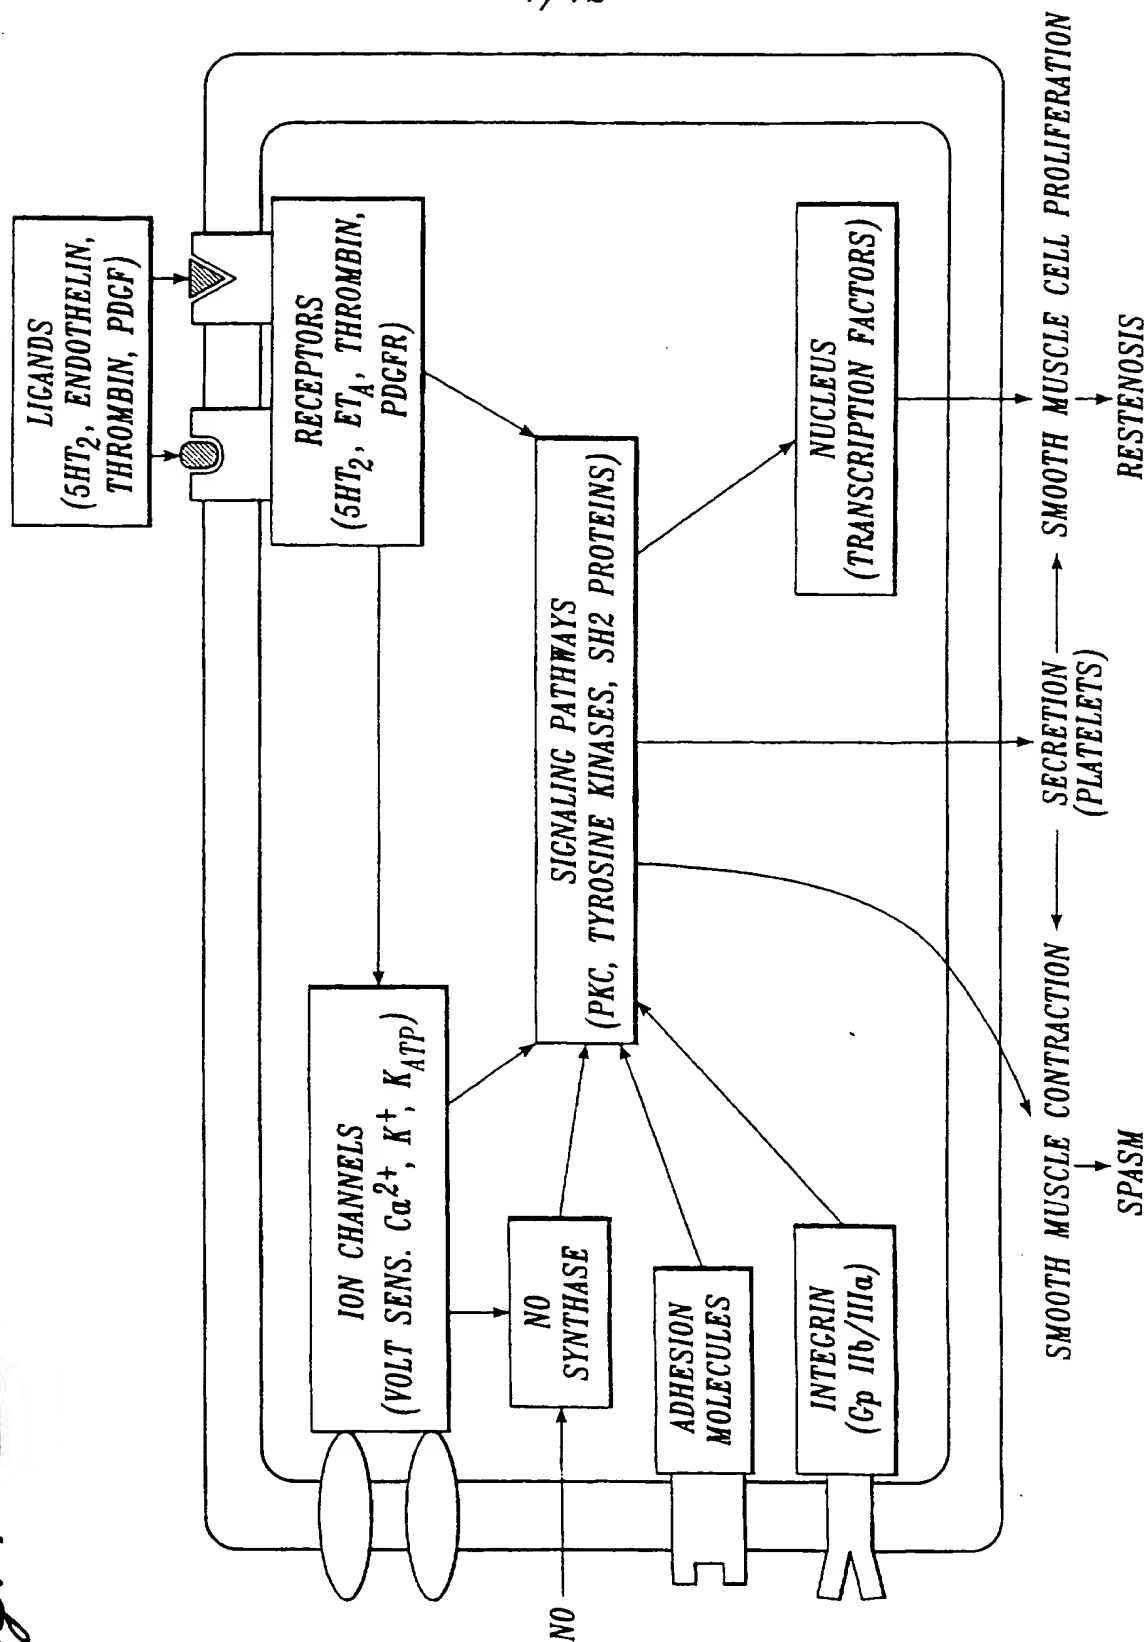 LIGANDS
(5HT2, ENDOTHELIN,
THROMBIN, PDGF)
RECEPTORS
(5HT2, ETA, THROMBIN,
PDGFR)
ION CHANNELS
(VOLT SENS. Ca2+, K+, KATP)
NO
SYNTHASE
NO
ADHESION
MOLECULES
INTEGRIN
(Gp IIb/IIIa)
SIGNALING PATHWAYS
(PKC, TYROSINE KINASES, SH2 PROTEINS)
NUCLEUS
(TRANSCRIPTION FACTORS)
SMOOTH MUSCLE CONTRACTION
SPASM
SECRETION
(PLATELETS)
SMOOTH MUSCLE CELL PROLIFERATION
RESTENOSIS